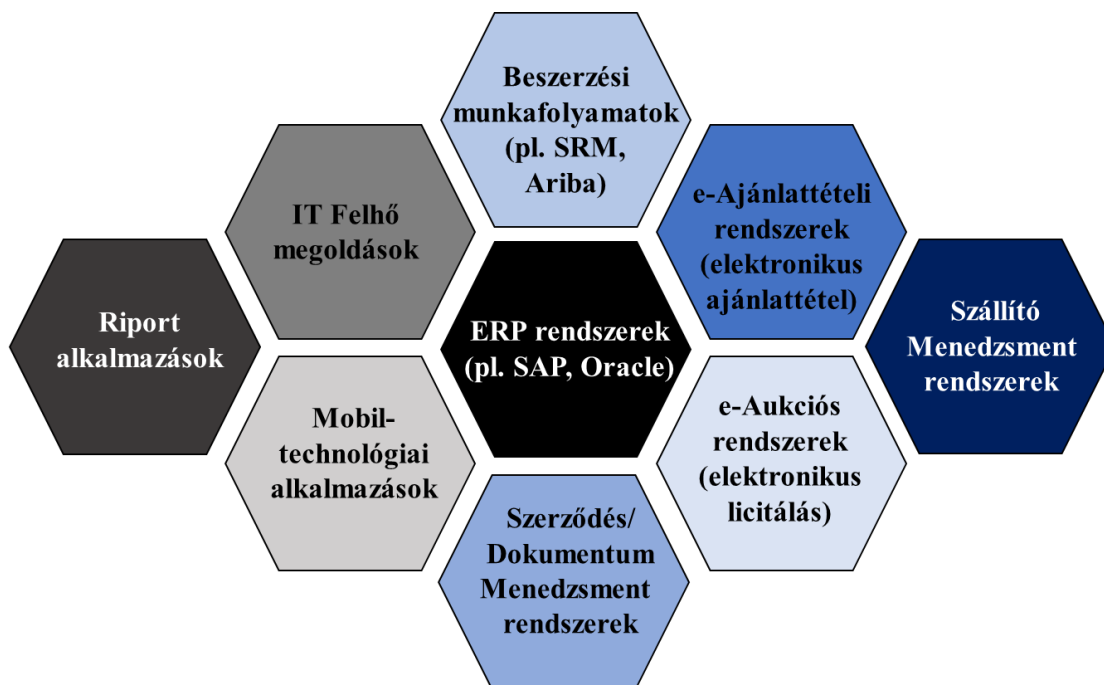 Beszerzési
munkafolyamatok
(pl. SRM,
Ariba)
IT Felhő
megoldások
e-Ajánlattételi
rendszerek
(elektronikus
ajánlattétel)
Riport
alkalmazások
ERP rendszerek
(pl. SAP, Oracle)
Szállító
Menedzsment
rendszerek
Mobil-
technológiai
alkalmazások
e-Aukciós
rendszerek
(elektronikus
licitálás)
Szerződés/
Dokumentum
Menedzsment
rendszerek